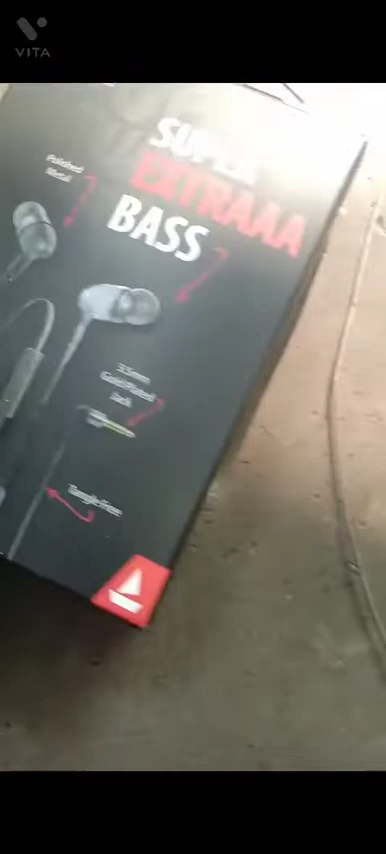 VITA
SUPER
EXTRAAA
BASS
Polished
Metal
3.5mm
Gold Plated
Jack
Tangle Free